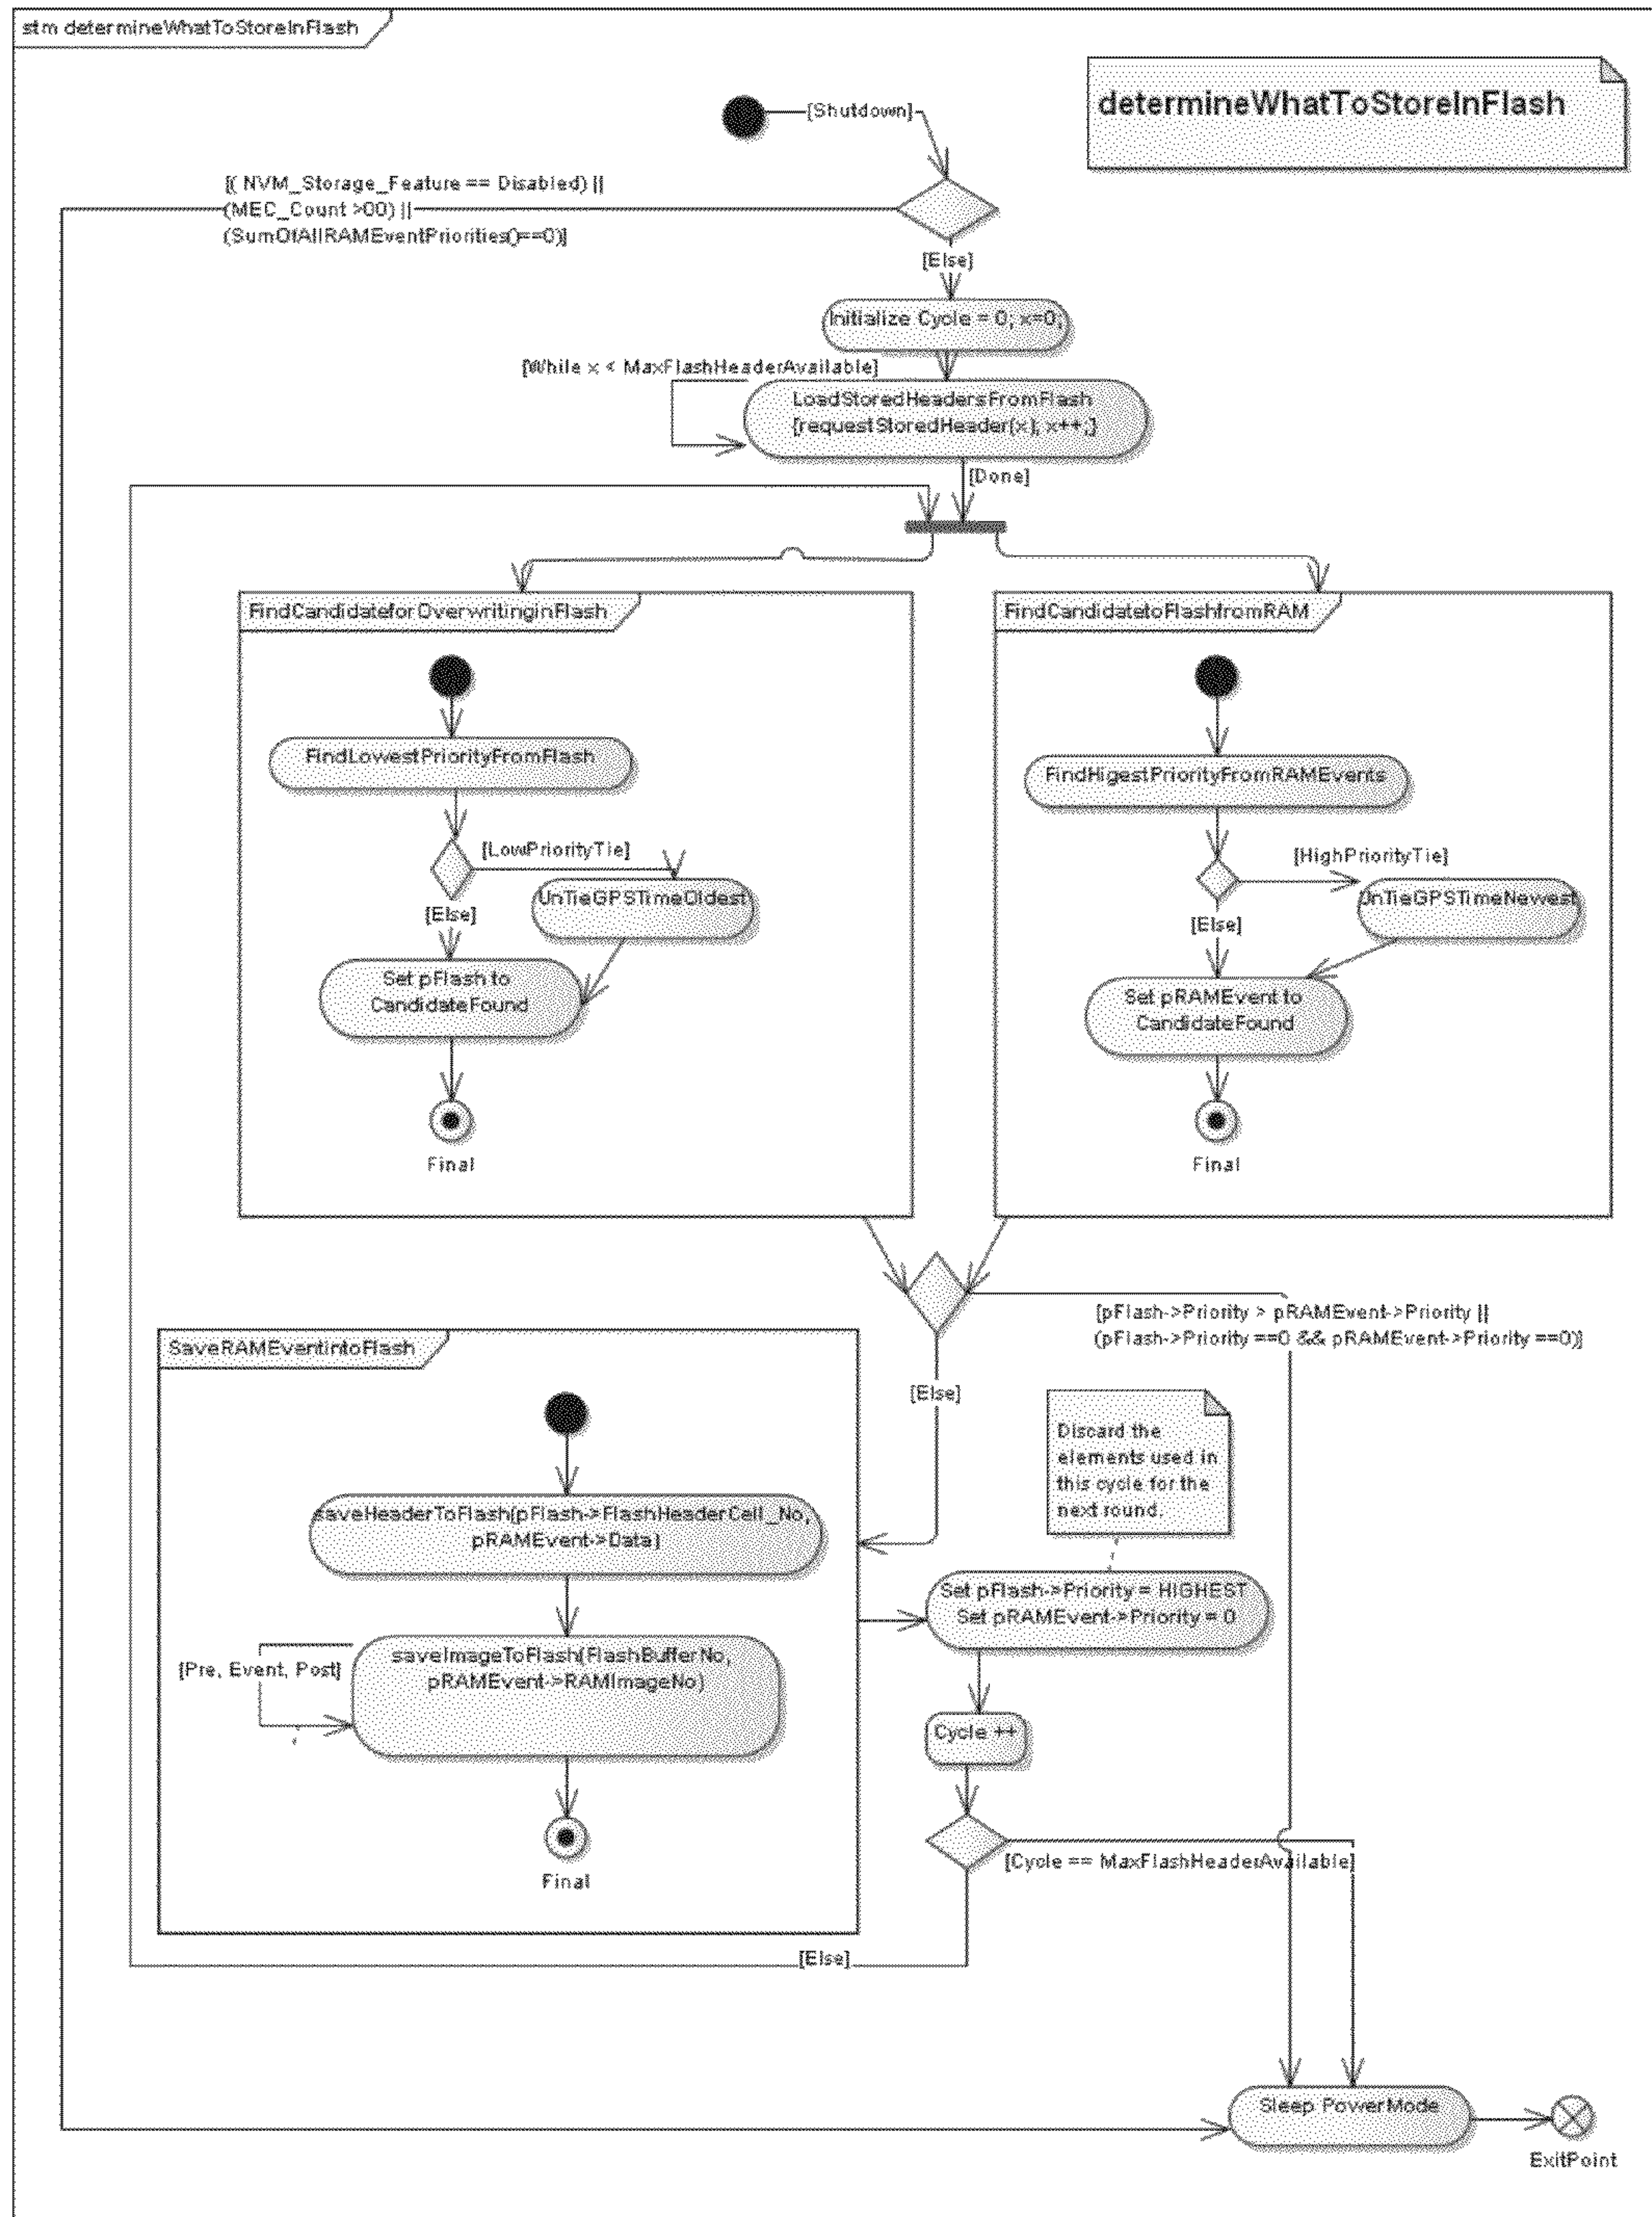 stm determineWhatToStoreInFlash
determineWhatToStoreInFlash
[Shutdown]
[( NVM_Storage_Feature == Disabled) ||
(MEC_Count >00) ||
(SumOfAllRAMEventPriorities()==0)]
[Else]
Initialize Cycle = 0; x=0;
[While x < MaxFlashHeaderAvailable]
LoadStoredHeadersFromFlash
[requestStoredHeader(x); x++;]
[Done]
FindCandidateforOverwritinginFlash
FindLowestPriorityFromFlash
[LowPriorityTie]
UnTieGPSTimeOldest
[Else]
Set pFlash to
CandidateFound
Final
FindCandidatetoFlashfromRAM
FindHigestPriorityFromRAMEvents
[HighPriorityTie]
UnTieGPSTimeNewest
[Else]
Set pRAMEvent to
CandidateFound
Final
[pFlash->Priority > pRAMEvent->Priority ||
(pFlash->Priority ==0 && pRAMEvent->Priority ==0)]
[Else]
SaveRAMEventintoFlash
saveHeaderToFlash(pFlash->FlashHeaderCell_No,
pRAMEvent->Data)
[Pre, Event, Post]
saveImageToFlash(FlashBufferNo,
pRAMEvent->RAMImageNo)
Final
Discard the
elements used in
this cycle for the
next round.
Set pFlash->Priority = HIGHEST
Set pRAMEvent->Priority = 0
Cycle ++
[Cycle == MaxFlashHeaderAvailable]
[Else]
Sleep PowerMode
ExitPoint